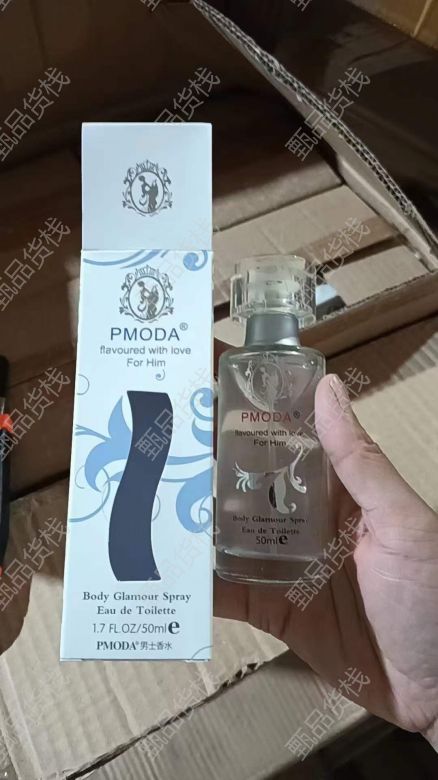 PMODA®
flavoured with love
For Him
Body Glamour Spray
Eau de Toilette
1.7 FL.OZ/50ml e
PMODA®男士香水
PMODA®
flavoured with love
For Him
Body Glamour Spray
Eau de Toilette
50ml e
甄品货栈